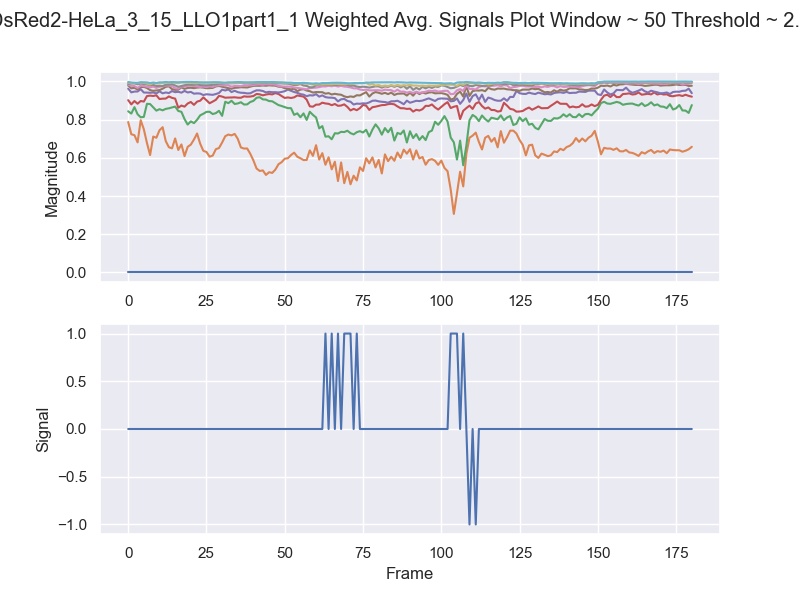 DsRed2-HeLa_3_15_LLO1part1_1 Weighted Avg. Signals Plot Window ~ 50 Threshold ~ 2.
1.0
0.8
0.6
0.4
0.2
0.0
Magnitude
0 25 50 75 100 125 150 175
1.0
0.5
0.0
−0.5
−1.0
Signal
0 25 50 75 100 125 150 175
Frame